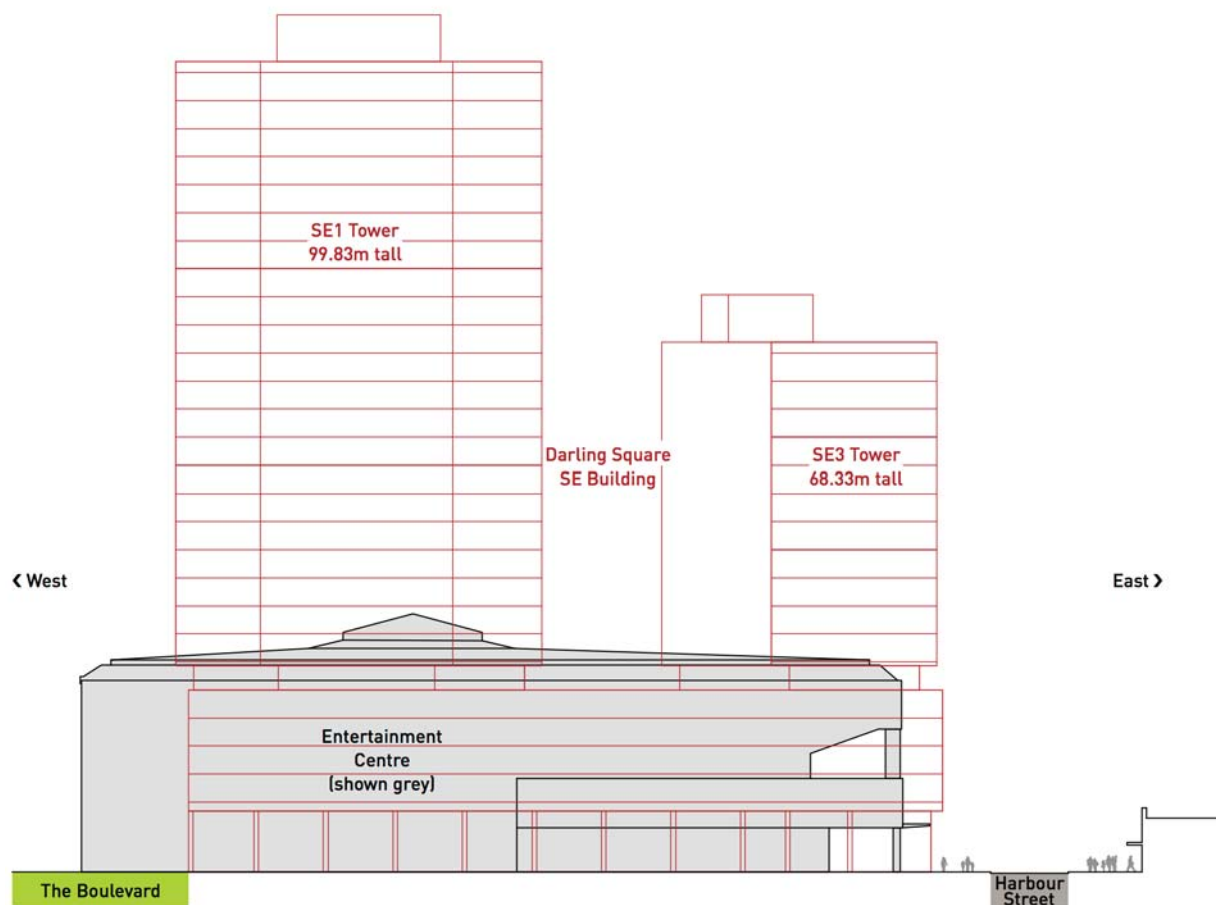 SE1 Tower
99.83m tall
Darling Square
SE Building
SE3 Tower
68.33m tall
‹ West
East ›
Entertainment
Centre
(shown grey)
The Boulevard
Harbour
Street